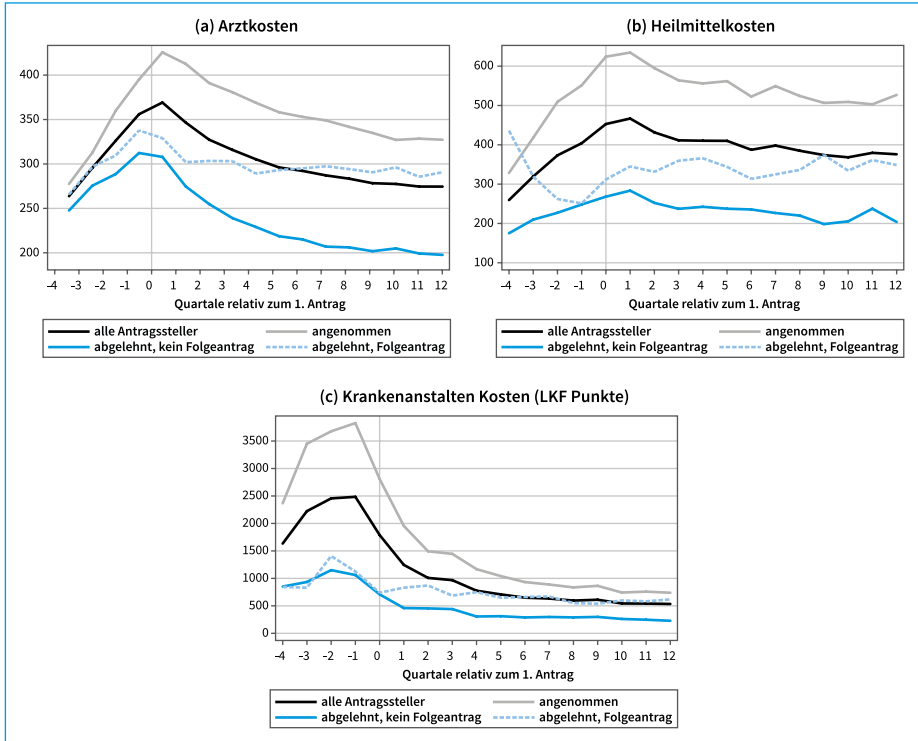 (a) Arztkosten
400
350
300
250
200
-4 -3 -2 -1 0 1 2 3 4 5 6 7 8 9 10 11 12
Quartale relativ zum 1. Antrag
alle Antragssteller angenommen
abgelehnt, kein Folgeantrag abgelehnt, Folgeantrag
(b) Heilmittelkosten
600
500
400
300
200
100
-4 -3 -2 -1 0 1 2 3 4 5 6 7 8 9 10 11 12
Quartale relativ zum 1. Antrag
alle Antragssteller angenommen
abgelehnt, kein Folgeantrag abgelehnt, Folgeantrag
(c) Krankenanstalten Kosten (LKF Punkte)
3500
3000
2500
2000
1500
1000
500
0
-4 -3 -2 -1 0 1 2 3 4 5 6 7 8 9 10 11 12
Quartale relativ zum 1. Antrag
alle Antragssteller angenommen
abgelehnt, kein Folgeantrag abgelehnt, Folgeantrag